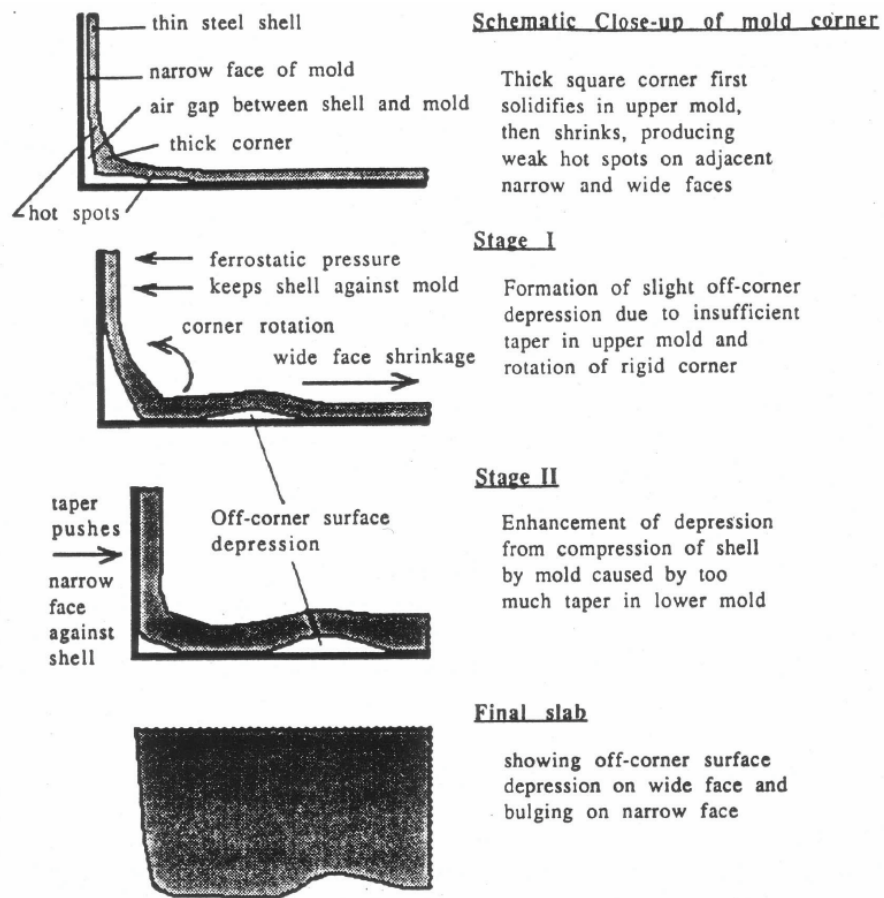 thin steel shell
narrow face of mold
air gap between shell and mold
thick corner
hot spots
Schematic Close-up of mold corner
Thick square corner first
solidifies in upper mold,
then shrinks, producing
weak hot spots on adjacent
narrow and wide faces
ferrostatic pressure
keeps shell against mold
corner rotation
wide face shrinkage
Stage I
Formation of slight off-corner
depression due to insufficient
taper in upper mold and
rotation of rigid corner
taper
pushes
narrow
face
against
shell
Off-corner surface
depression
Stage II
Enhancement of depression
from compression of shell
by mold caused by too
much taper in lower mold
Final slab
showing off-corner surface
depression on wide face and
bulging on narrow face